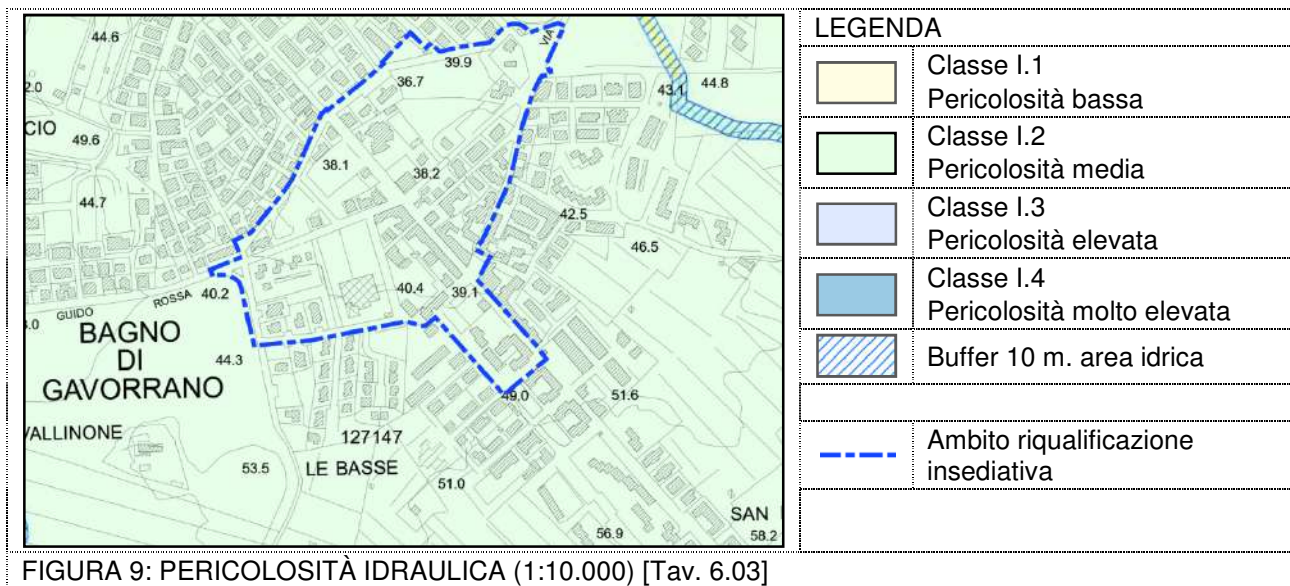 44.6
39.9
VIA
36.7
43.1
44.8
2.0
CIO
49.6
38.1
38.2
44.7
42.5
46.5
GUIDO ROSSA
40.2
40.4
39.1
3.0
BAGNO
DI
GAVORRANO
44.3
49.0
51.6
VALLINONE
127147
53.5
LE BASSE
51.0
SAN
56.9
58.2
LEGENDA
Classe I.1
Pericolosità bassa
Classe I.2
Pericolosità media
Classe I.3
Pericolosità elevata
Classe I.4
Pericolosità molto elevata
Buffer 10 m. area idrica
Ambito riqualificazione
insediativa
FIGURA 9: PERICOLOSITÀ IDRAULICA (1:10.000) [Tav. 6.03]